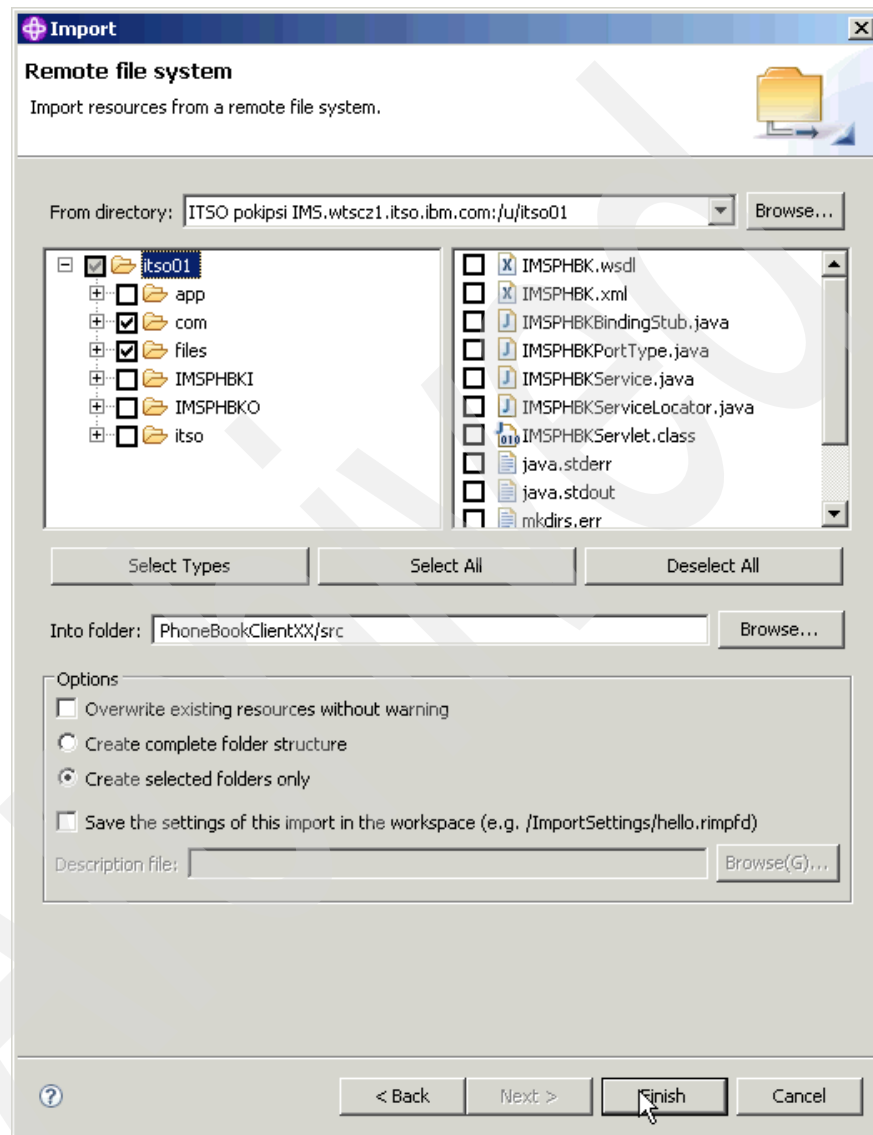 Import
Remote file system
Import resources from a remote file system.
From directory: ITSO pokipsi IMS.wtscz1.itso.ibm.com:/u/itso01 Browse...
itso01
app
com
files
IMSPHBKI
IMSPHBKO
itso
IMSPHBK.wsdl
IMSPHBK.xml
IMSPHBKBindingStub.java
IMSPHBKPortType.java
IMSPHBKService.java
IMSPHBKServiceLocator.java
IMSPHBKServlet.class
java.stderr
java.stdout
mkdirs.err
Select Types Select All Deselect All
Into folder: PhoneBookClientXX/src Browse...
Options
Overwrite existing resources without warning
Create complete folder structure
Create selected folders only
Save the settings of this import in the workspace (e.g. /ImportSettings/hello.rimpfd)
Description file: Browse(G)...
< Back Next > Finish Cancel